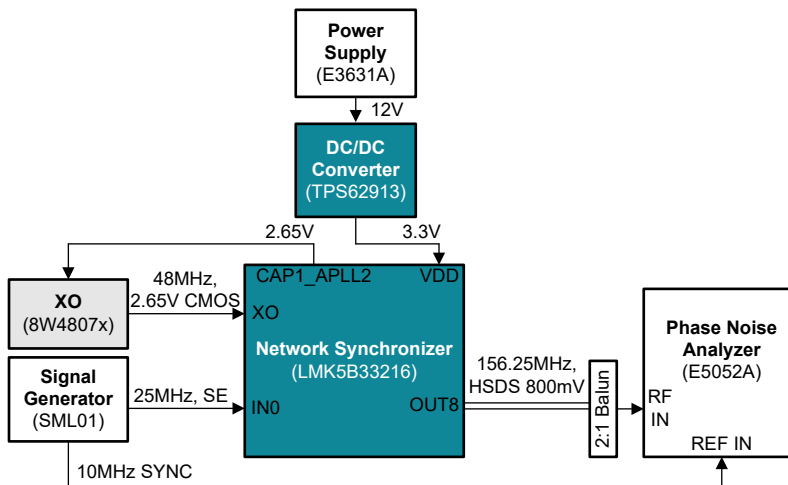 Power
Supply
(E3631A)
12V
DC/DC
Converter
(TPS62913)
2.65V
3.3V
CAP1_APLL2
VDD
XO
(8W4807x)
48MHz,
2.65V CMOS
XO
Network Synchronizer
(LMK5B33216)
Signal
Generator
(SML01)
25MHz, SE
IN0
OUT8
156.25MHz,
HSDS 800mV
2:1 Balun
Phase Noise
Analyzer
(E5052A)
RF
IN
REF IN
10MHz SYNC